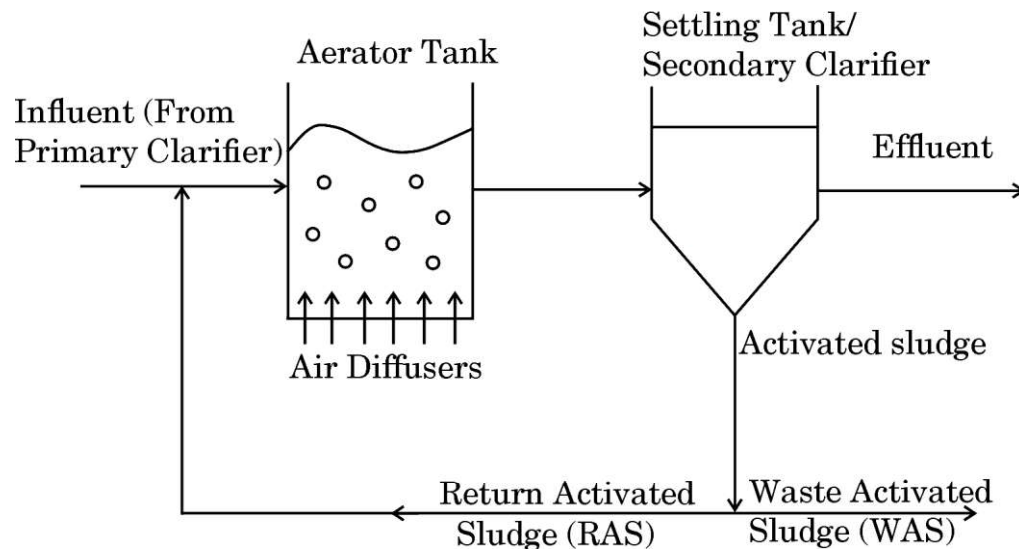 Aerator Tank
Settling Tank/
Secondary Clarifier
Influent (From
Primary Clarifier)
Effluent
Air Diffusers
Activated sludge
Return Activated
Sludge (RAS)
Waste Activated
Sludge (WAS)